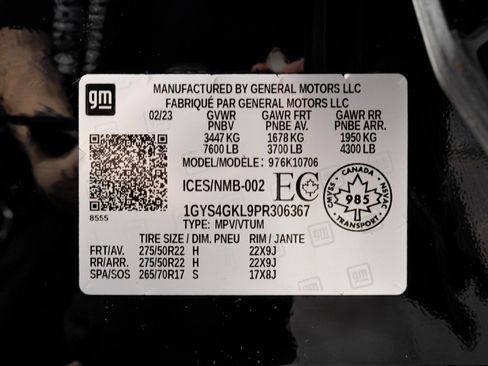 gm
MANUFACTURED BY GENERAL MOTORS LLC
FABRIQUÉ PAR GENERAL MOTORS LLC
02/23 GVWR GAWR FRT GAWR RR
PNBV PNBE AV. PNBE ARR.
3447 KG 1678 KG 1950 KG
7600 LB 3700 LB 4300 LB
MODEL/MODÈLE: 976K10706
ICES/NMB-002 EC
CANADA
CMVSS NSVAC
985
TRANSPORT
8555
1GYS4GKL9PR306367
TYPE: MPV/VTUM
TIRE SIZE / DIM. PNEU RIM / JANTE
FRT/AV. 275/50R22 H 22X9J
RR/ARR. 275/50R22 H 22X9J
SPA/SOS 265/70R17 S 17X8J